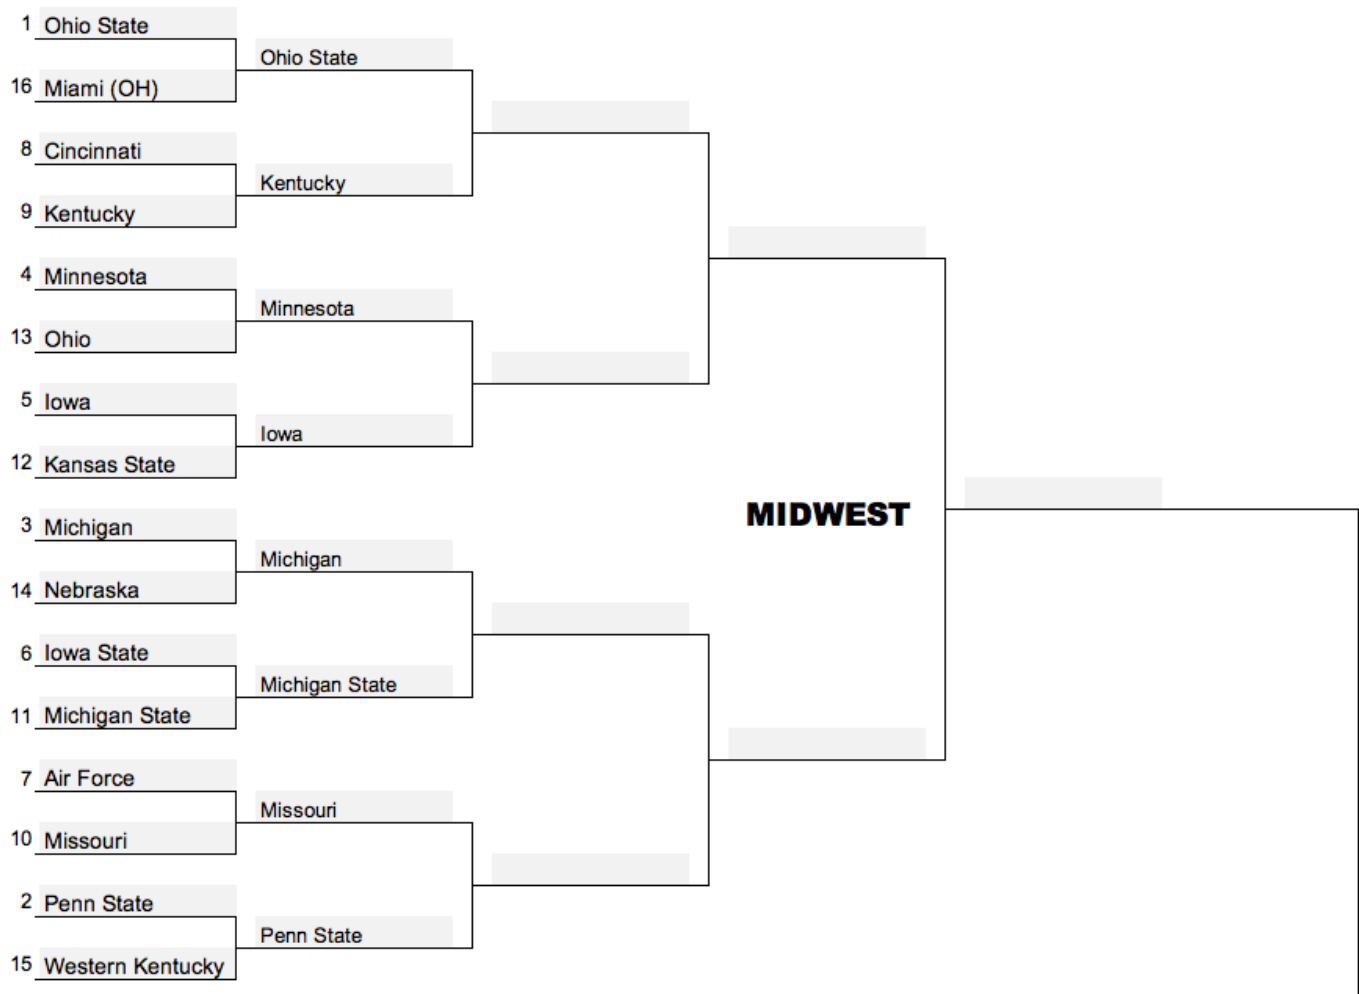 1 Ohio State
Ohio State
16 Miami (OH)
8 Cincinnati
Kentucky
9 Kentucky
4 Minnesota
Minnesota
13 Ohio
5 Iowa
Iowa
12 Kansas State
MIDWEST
3 Michigan
Michigan
14 Nebraska
6 Iowa State
Michigan State
11 Michigan State
7 Air Force
Missouri
10 Missouri
2 Penn State
Penn State
15 Western Kentucky